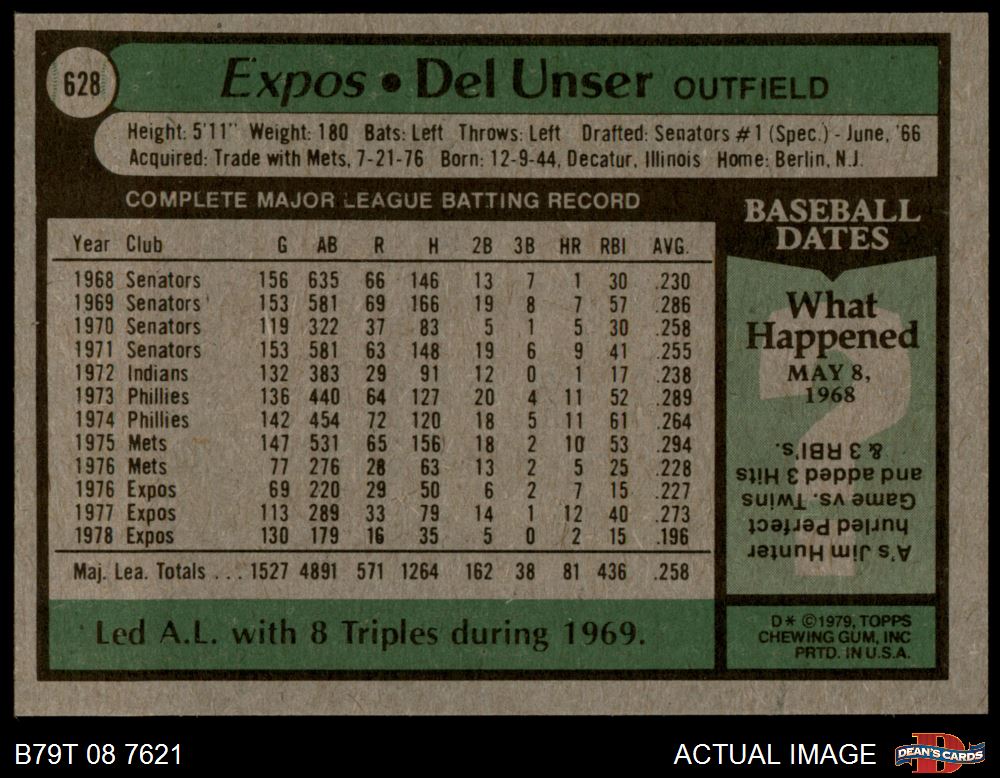 628
Expos • Del Unser OUTFIELD
Height: 5'11" Weight: 180 Bats: Left Throws: Left Drafted: Senators #1 (Spec.) - June, '66
Acquired: Trade with Mets, 7-21-76 Born: 12-9-44, Decatur, Illinois Home: Berlin, N.J.
COMPLETE MAJOR LEAGUE BATTING RECORD
Year Club G AB R H 2B 3B HR RBI AVG.
1968 Senators 156 635 66 146 13 7 1 30 .230
1969 Senators 153 581 69 166 19 8 7 57 .286
1970 Senators 119 322 37 83 5 1 5 30 .258
1971 Senators 153 581 63 148 19 6 9 41 .255
1972 Indians 132 383 29 91 12 0 1 17 .238
1973 Phillies 136 440 64 127 20 4 11 52 .289
1974 Phillies 142 454 72 120 18 5 11 61 .264
1975 Mets 147 531 65 156 18 2 10 53 .294
1976 Mets 77 276 28 63 13 2 5 25 .228
1976 Expos 69 220 29 50 6 2 7 15 .227
1977 Expos 113 289 33 79 14 1 12 40 .273
1978 Expos 130 179 16 35 5 0 2 15 .196
Maj. Lea. Totals ... 1527 4891 571 1264 162 38 81 436 .258
Led A.L. with 8 Triples during 1969.
BASEBALL
DATES
What
Happened
MAY 8,
1968
A's Jim Hunter
hurled Perfect
Game vs. Twins
and added 3 Hits
& 3 RBI's.
D* ©1979, TOPPS
CHEWING GUM, INC
PRTD. IN U.S.A.
B79T 08 7621
ACTUAL IMAGE
DEAN'S CARDS